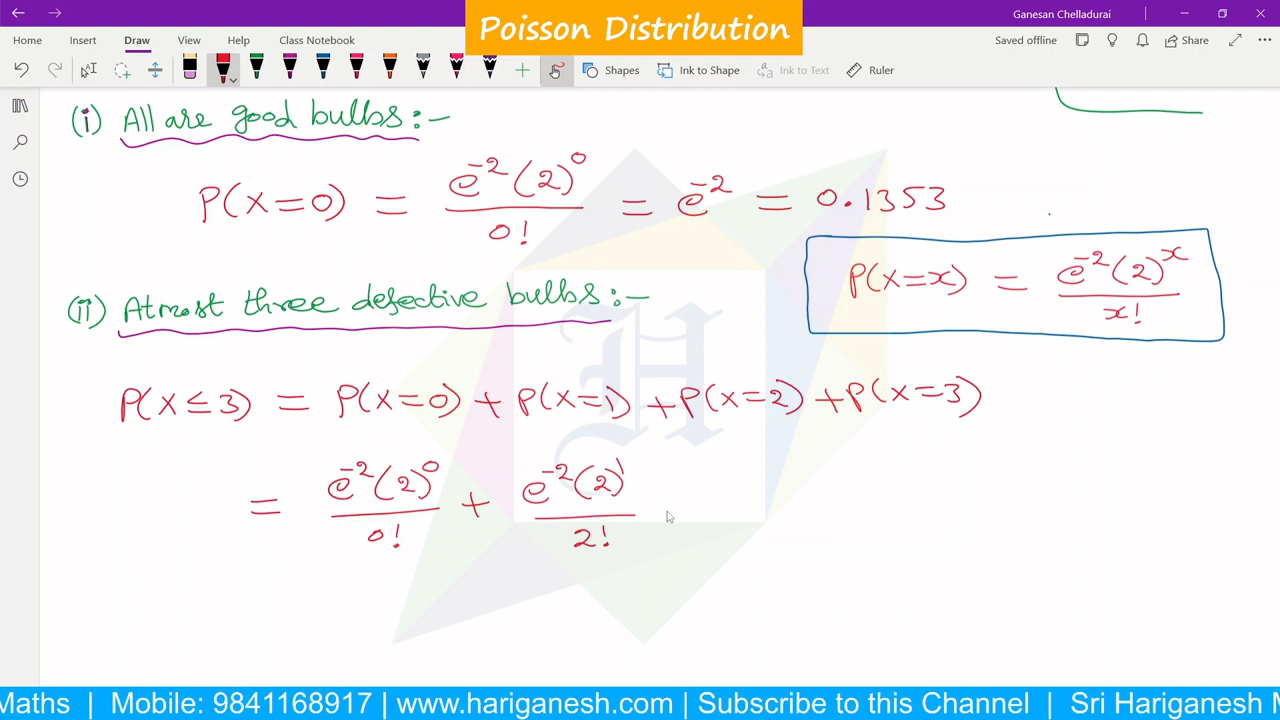 Poisson Distribution
Ganesan Chelladurai
Home Insert Draw View Help Class Notebook
Saved offline Share
Shapes Ink to Shape Ink to Text Ruler
(i) All are good bulbs:-
P(X=0) = e^-2 (2)^0 / 0! = e^-2 = 0.1353
P(X=x) = e^-2 (2)^x / x!
(ii) Atmost three defective bulbs:-
P(X≤3) = P(X=0) + P(X=1) + P(X=2) + P(X=3)
= e^-2 (2)^0 / 0! + e^-2 (2)^1 / 2!
H
Maths | Mobile: 9841168917 | www.hariganesh.com | Subscribe to this Channel | Sri Hariganesh M